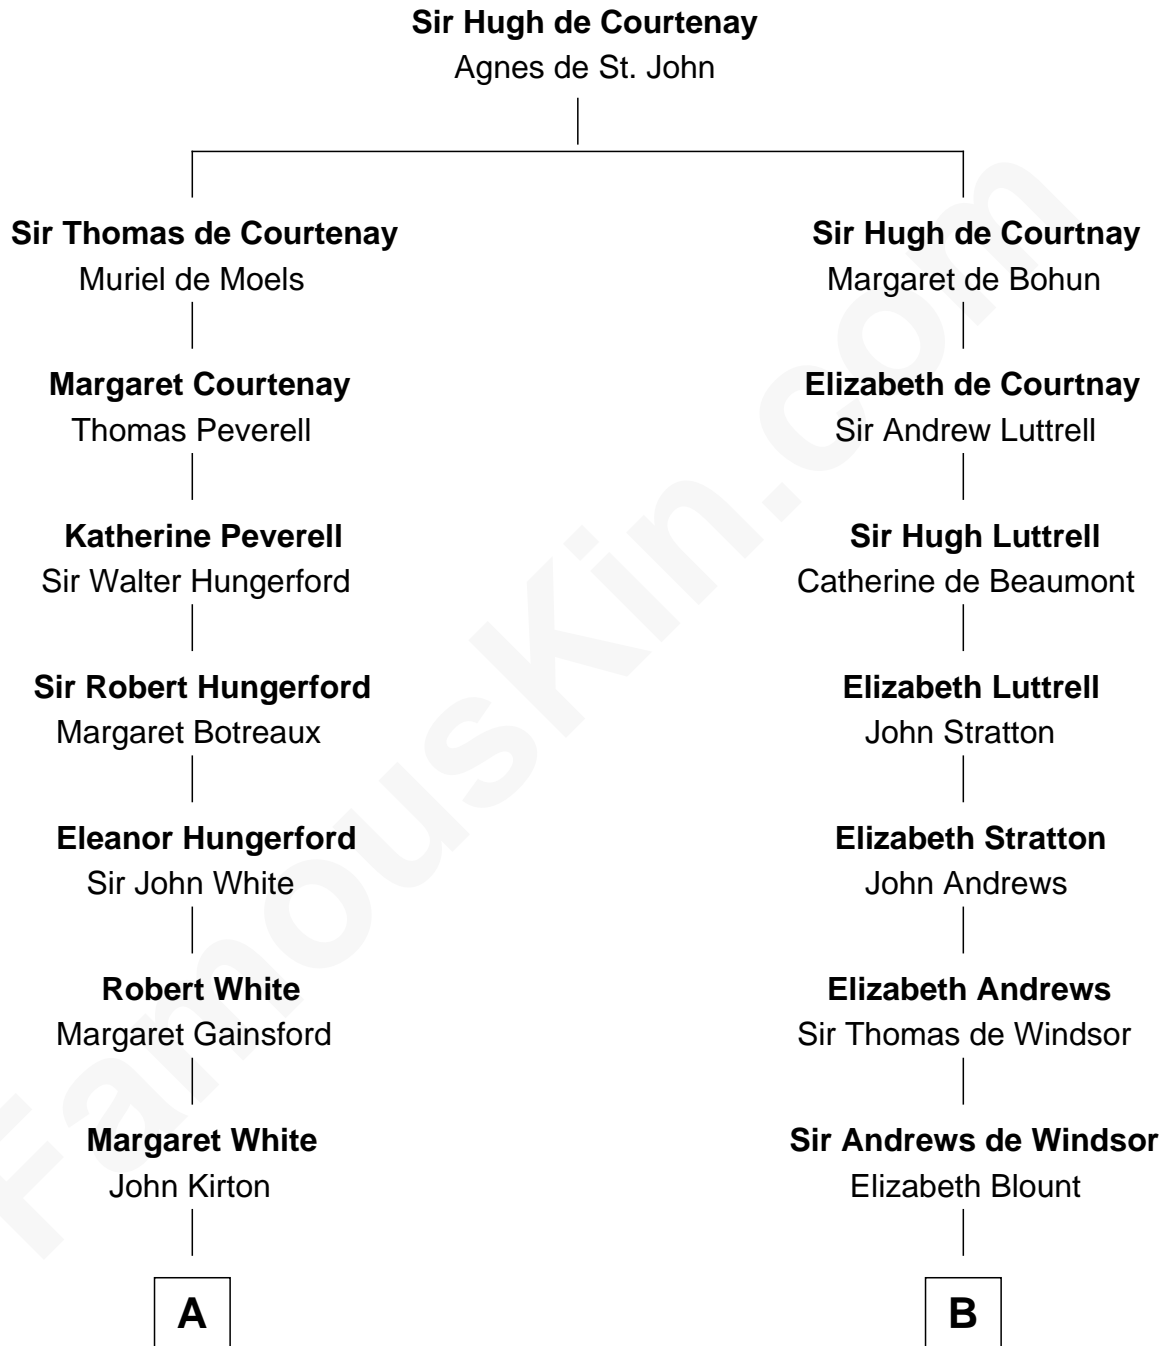 Sir Hugh de Courtenay
Agnes de St. John
Sir Thomas de Courtenay
Muriel de Moels
Sir Hugh de Courtnay
Margaret de Bohun
Margaret Courtenay
Thomas Peverell
Elizabeth de Courtnay
Sir Andrew Luttrell
Katherine Peverell
Sir Walter Hungerford
Sir Hugh Luttrell
Catherine de Beaumont
Sir Robert Hungerford
Margaret Botreaux
Elizabeth Luttrell
John Stratton
Eleanor Hungerford
Sir John White
Elizabeth Stratton
John Andrews
Robert White
Margaret Gainsford
Elizabeth Andrews
Sir Thomas de Windsor
Margaret White
John Kirton
Sir Andrews de Windsor
Elizabeth Blount
A
B
FamousKin.com